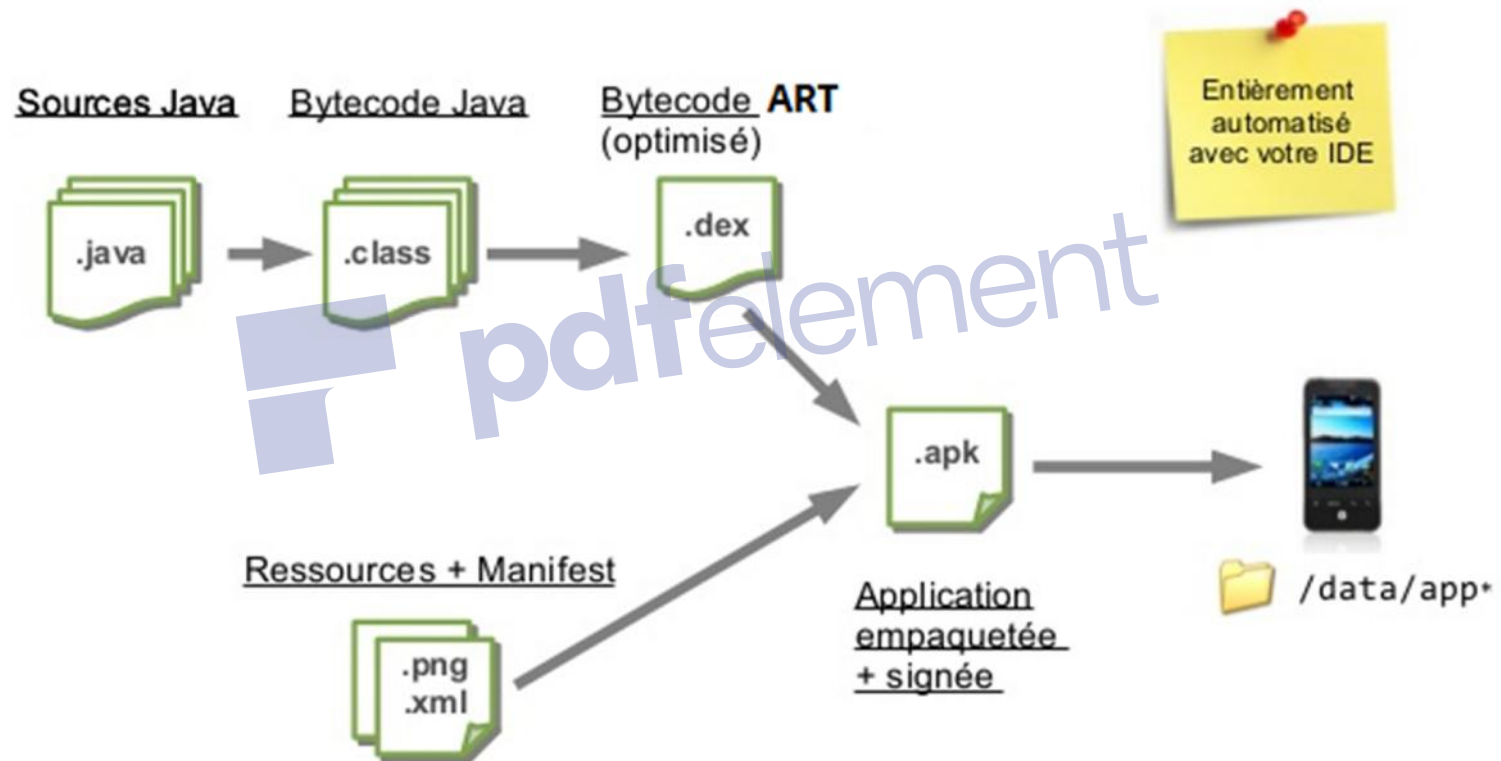 Sources Java
Bytecode Java
Bytecode ART
(optimisé)
Entièrement
automatisé
avec votre IDE
.java
.class
.dex
pdfelement
.apk
Ressources + Manifest
.png
.xml
Application
empaquetée
+ signée
/data/app*